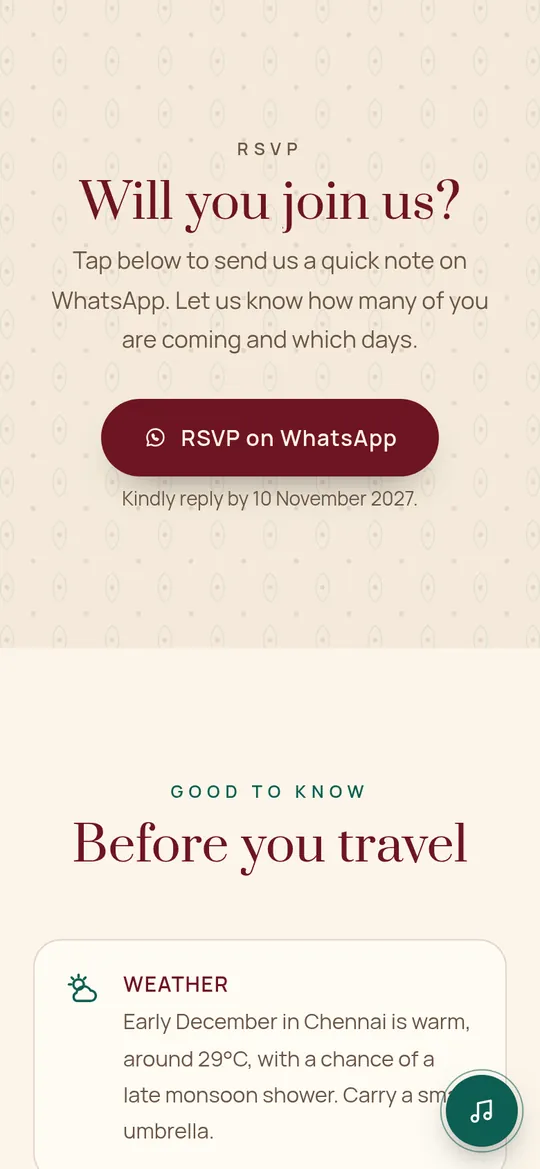 RSVP
Will you join us?
Tap below to send us a quick note on
WhatsApp. Let us know how many of you
are coming and which days.
RSVP on WhatsApp
Kindly reply by 10 November 2027.
GOOD TO KNOW
Before you travel
WEATHER
Early December in Chennai is warm,
around 29°C, with a chance of a
late monsoon shower. Carry a
umbrella.